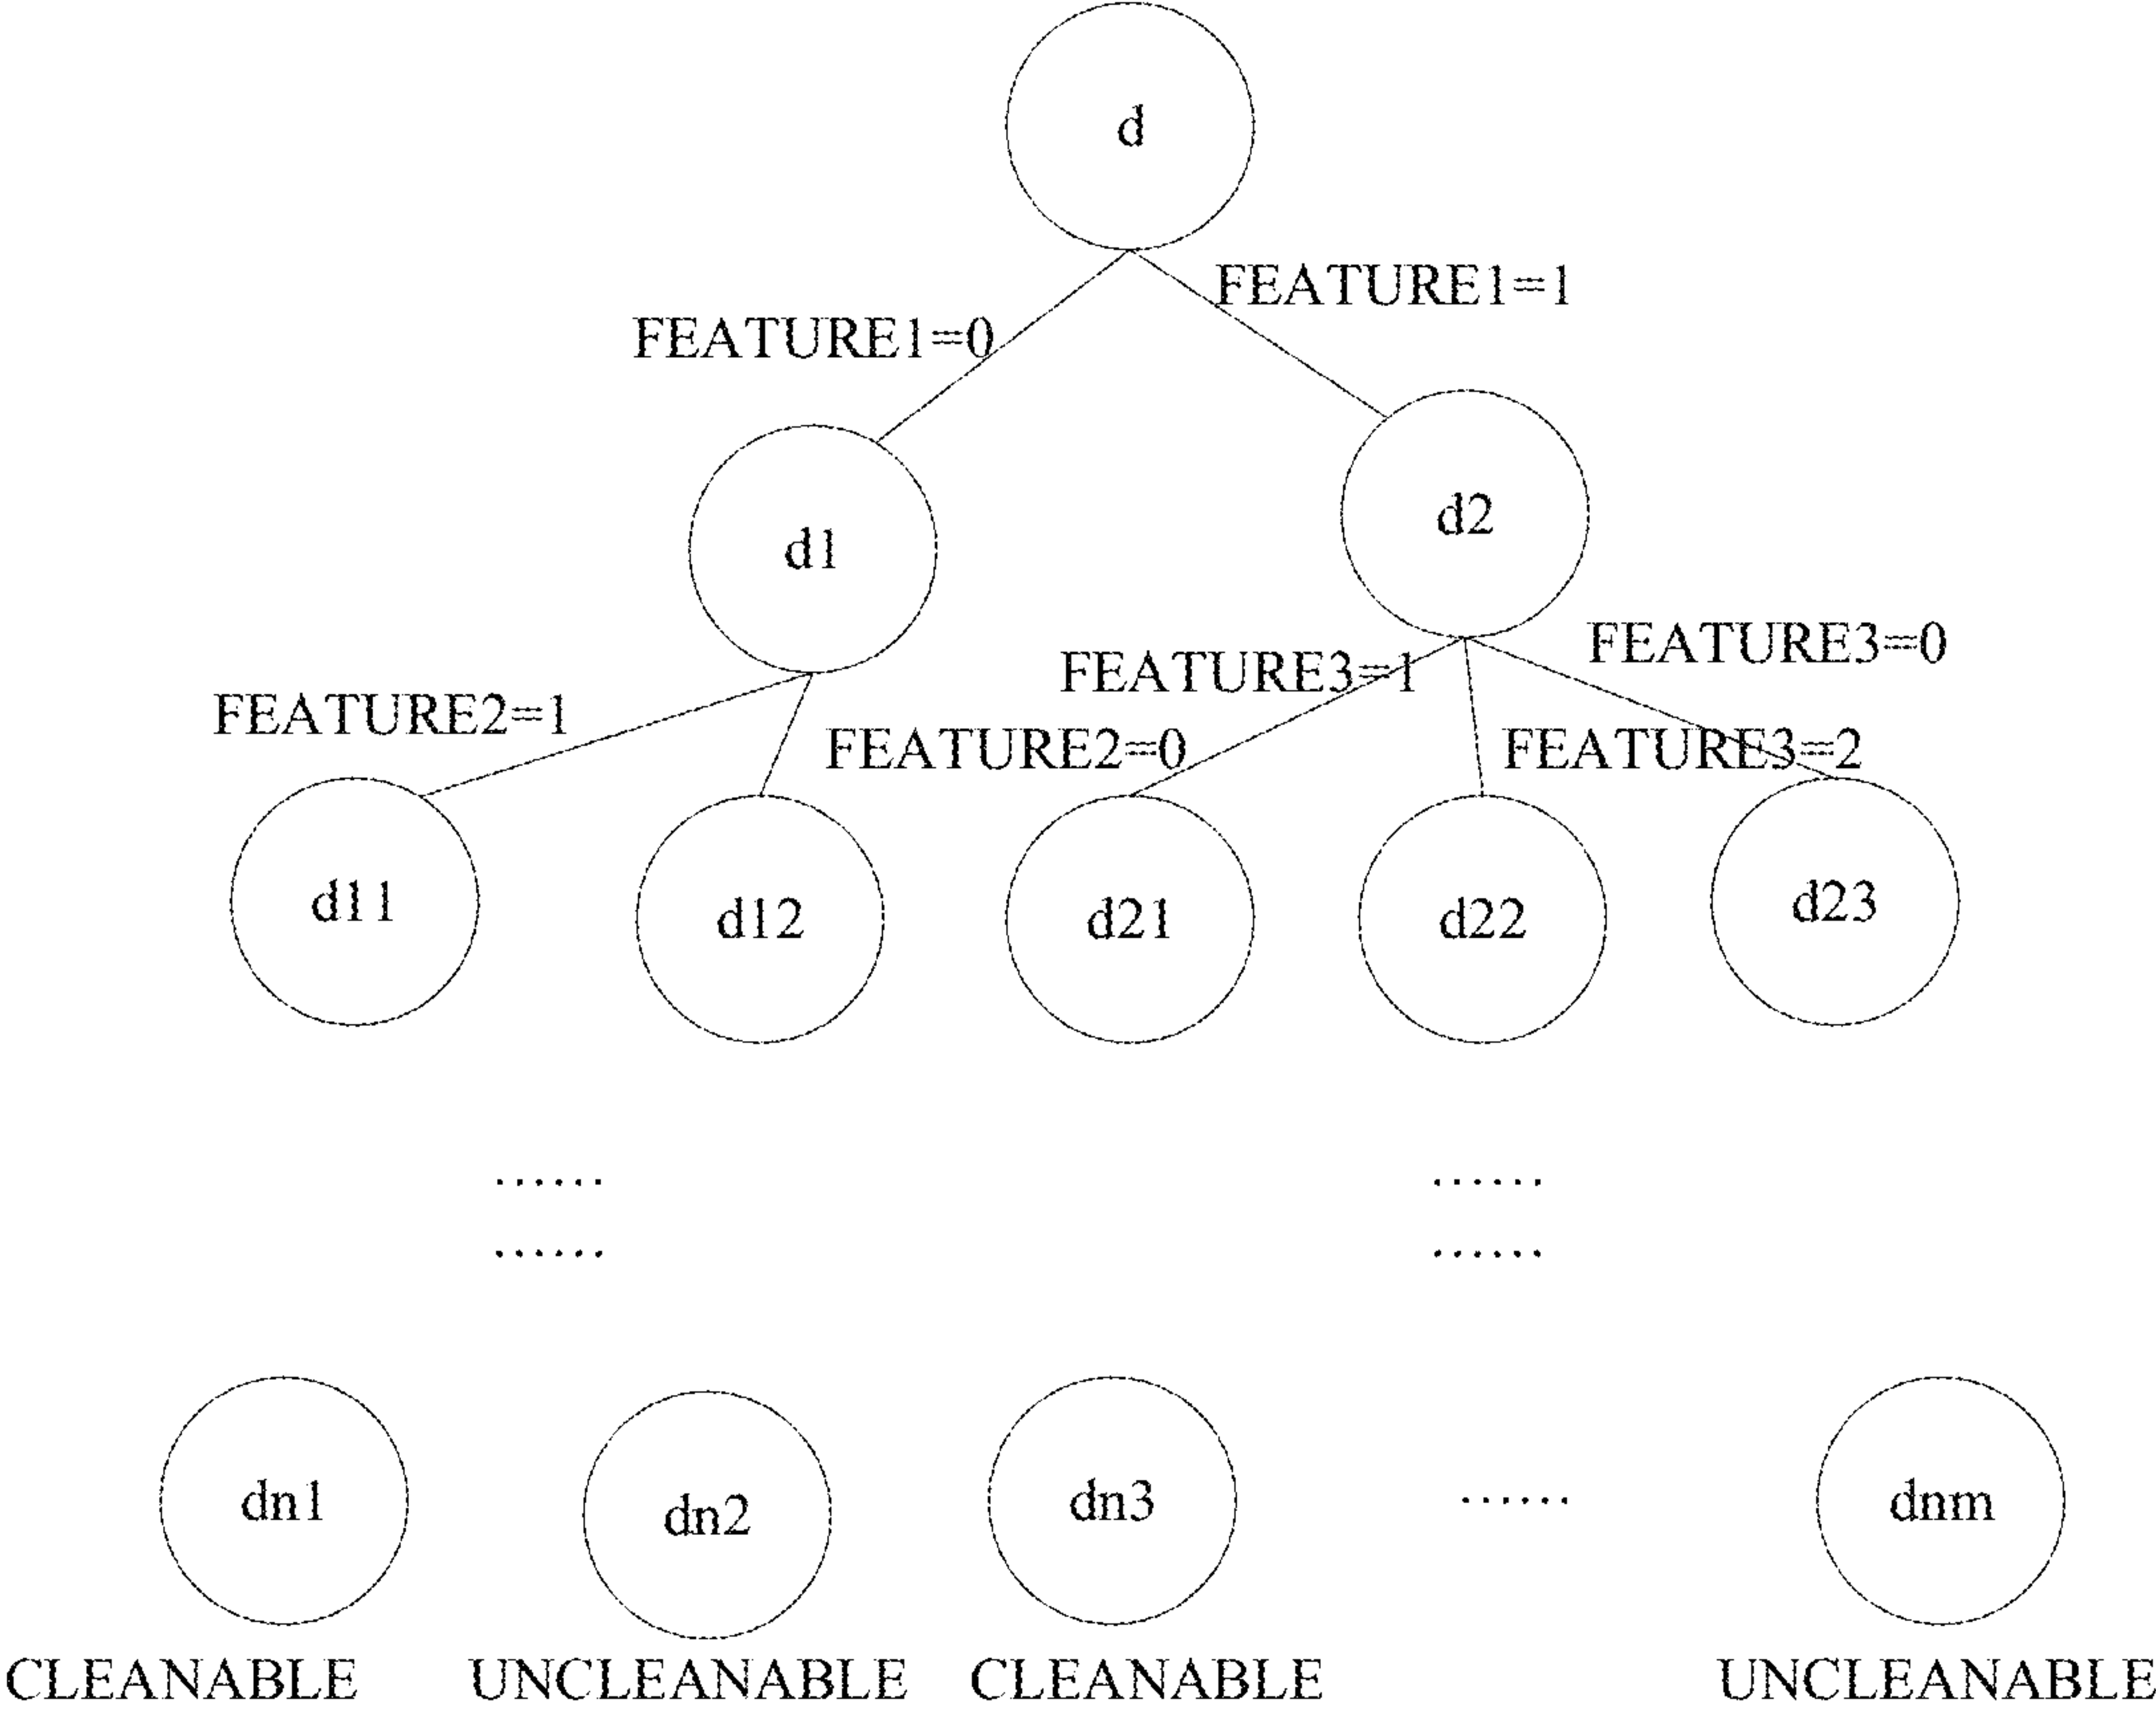 d
FEATURE1=1
FEATURE1=0
d2
d1
FEATURE3=0
FEATURE3=1
FEATURE2=1
FEATURE2=0
FEATURE3=2
d11
d12
d21
d22
d23
...... ......
...... ......
dn1
dn2
dn3
......
dnm
CLEANABLE
UNCLEANABLE
CLEANABLE
UNCLEANABLE